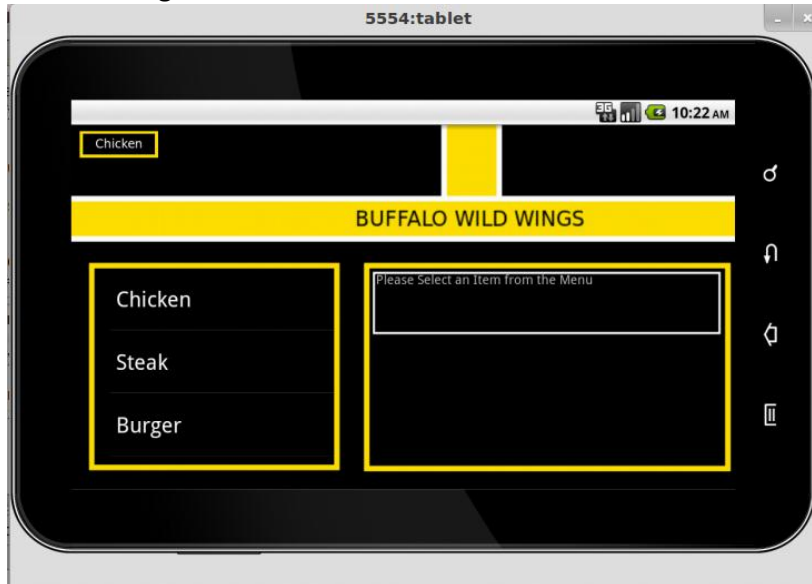 5554:tablet
3G
10:22 AM
Chicken
BUFFALO WILD WINGS
Chicken
Please Select an Item from the Menu
Steak
Burger